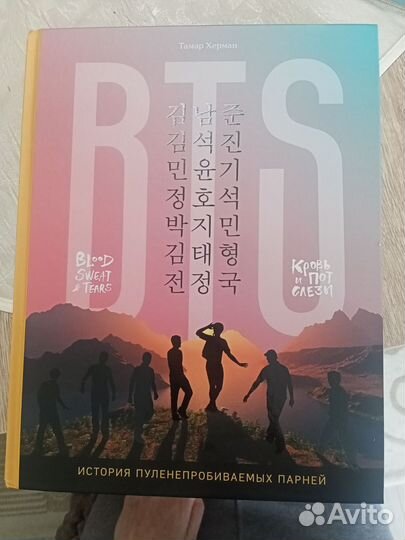 Тамар Херман
BTS
김남준
김석진
민윤기
정호석
박지민
김태형
전정국
BLOOD
SWEAT
& TEARS
КРОВЬ
И ПОТ
СЛЕЗЫ
ИСТОРИЯ ПУЛЕНЕПРОБИВАЕМЫХ ПАРНЕЙ
Avito